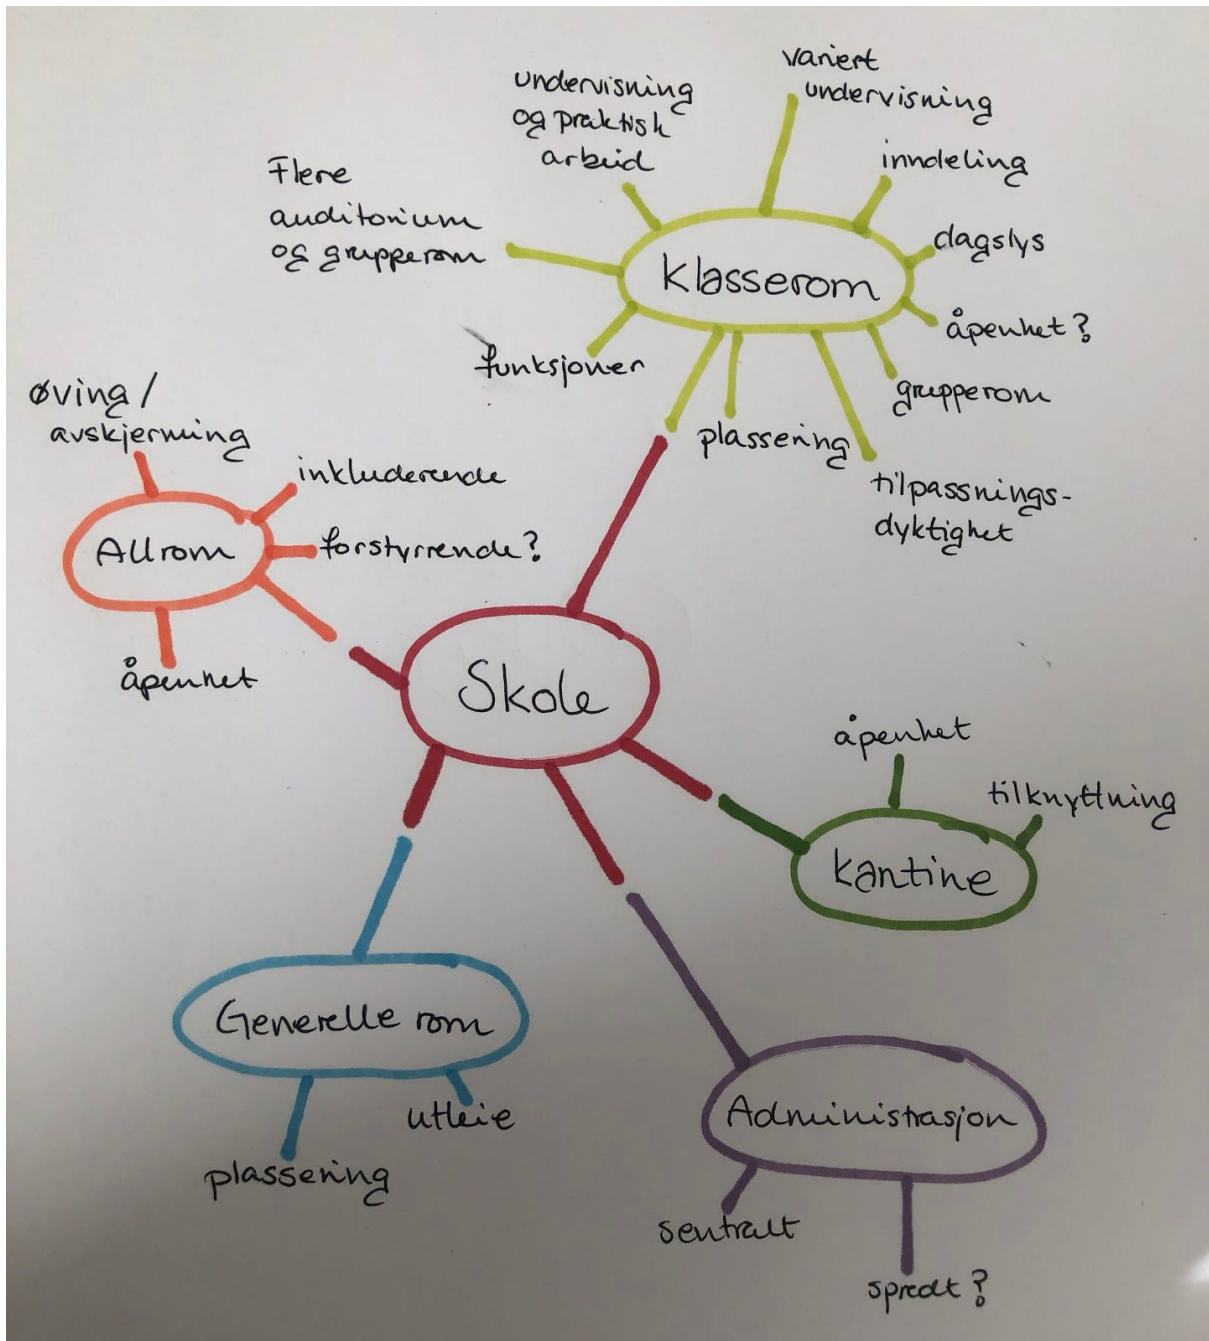 variert
undervisning
undervisning
og praktisk
arbeid
inndeling
Flere
auditorium
og grupperom
dagslys
Klasserom
åpenhet?
funksjoner
grupperom
plassering
tilpassnings-
dyktighet
øving/
avskjerming
inkluderende
Allrom
forstyrrende?
åpenhet
Skole
åpenhet
tilknyttning
Kantine
Generelle rom
utleie
plassering
Administrasjon
sentralt
spredt?